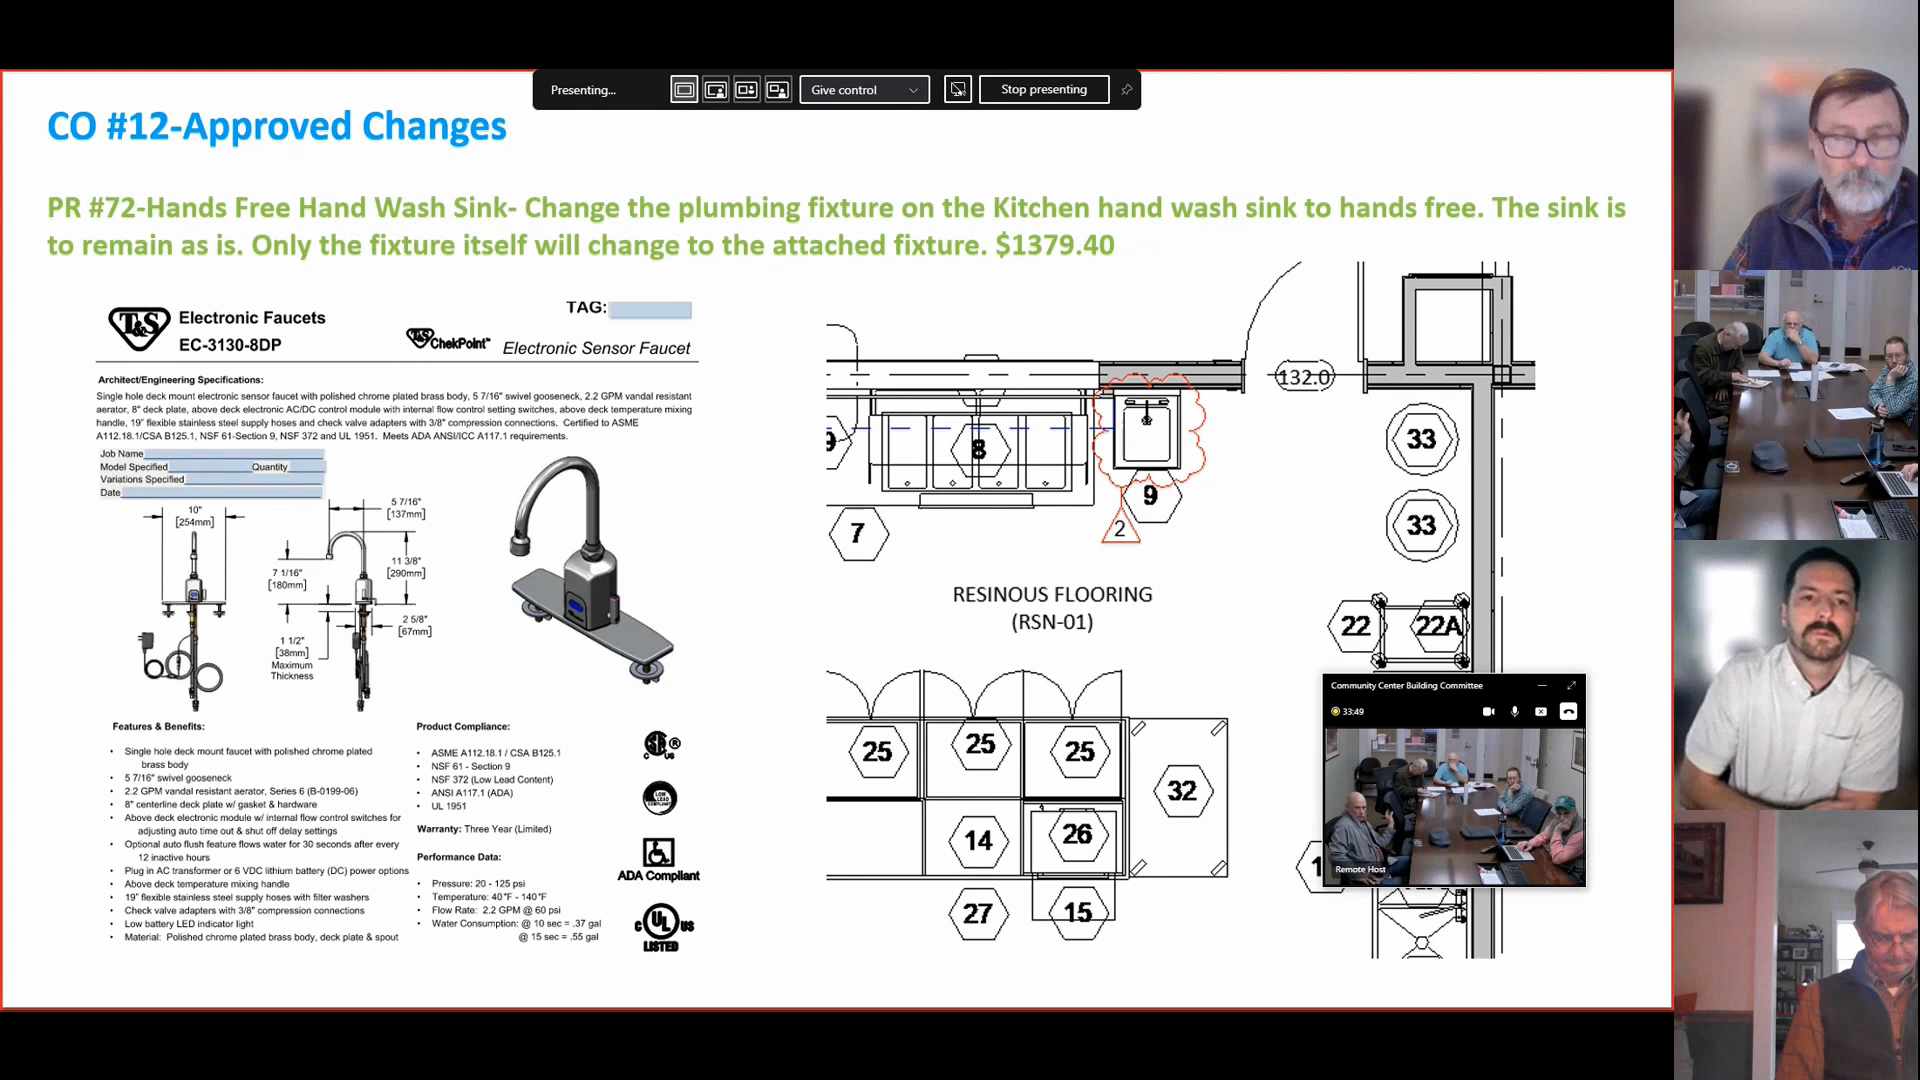 Presenting...
Give control
Stop presenting
CO #12-Approved Changes
PR #72-Hands Free Hand Wash Sink- Change the plumbing fixture on the Kitchen hand wash sink to hands free. The sink is
to remain as is. Only the fixture itself will change to the attached fixture. $1379.40
T&S
Electronic Faucets
EC-3130-8DP
TAG:
T&S ChekPoint™
Electronic Sensor Faucet
Architect/Engineering Specifications:
Single hole deck mount electronic sensor faucet with polished chrome plated brass body, 5 7/16" swivel gooseneck, 2.2 GPM vandal resistant
aerator, 8" deck plate, above deck electronic AC/DC control module with internal flow control setting switches, above deck temperature mixing
handle, 19" flexible stainless steel supply hoses and check valve adapters with 3/8" compression connections. Certified to ASME
A112.18.1/CSA B125.1, NSF 61-Section 9, NSF 372 and UL 1951. Meets ADA ANSI/ICC A117.1 requirements.
Job Name
Model Specified Quantity
Variations Specified
Date
10"
[254mm]
5 7/16"
[137mm]
7 1/16"
[180mm]
11 3/8"
[290mm]
2 5/8"
[67mm]
1 1/2"
[38mm]
Maximum
Thickness
Features & Benefits:
• Single hole deck mount faucet with polished chrome plated
brass body
• 5 7/16" swivel gooseneck
• 2.2 GPM vandal resistant aerator, Series 6 (B-0199-06)
• 8" centerline deck plate w/ gasket & hardware
• Above deck electronic module w/ internal flow control switches for
adjusting auto time out & shut off delay settings
• Optional auto flush feature flows water for 30 seconds after every
12 inactive hours
• Plug in AC transformer or 6 VDC lithium battery (DC) power options
• Above deck temperature mixing handle
• 19" flexible stainless steel supply hoses with filter washers
• Check valve adapters with 3/8" compression connections
• Low battery LED indicator light
• Material: Polished chrome plated brass body, deck plate & spout
Product Compliance:
• ASME A112.18.1 / CSA B125.1
• NSF 61 - Section 9
• NSF 372 (Low Lead Content)
• ANSI A117.1 (ADA)
• UL 1951
Warranty: Three Year (Limited)
Performance Data:
• Pressure: 20 - 125 psi
• Temperature: 40°F - 140°F
• Flow Rate: 2.2 GPM @ 60 psi
• Water Consumption: @ 10 sec = .37 gal
@ 15 sec = .55 gal
C SA US ®
LOW LEAD COMPLIANT
ADA Compliant
C UL US
LISTED
132.0
9
8
9
7
2
33
33
RESINOUS FLOORING
(RSN-01)
22
22A
25
25
25
32
14
26
27
15
1
Community Center Building Committee
33:49
Remote Host